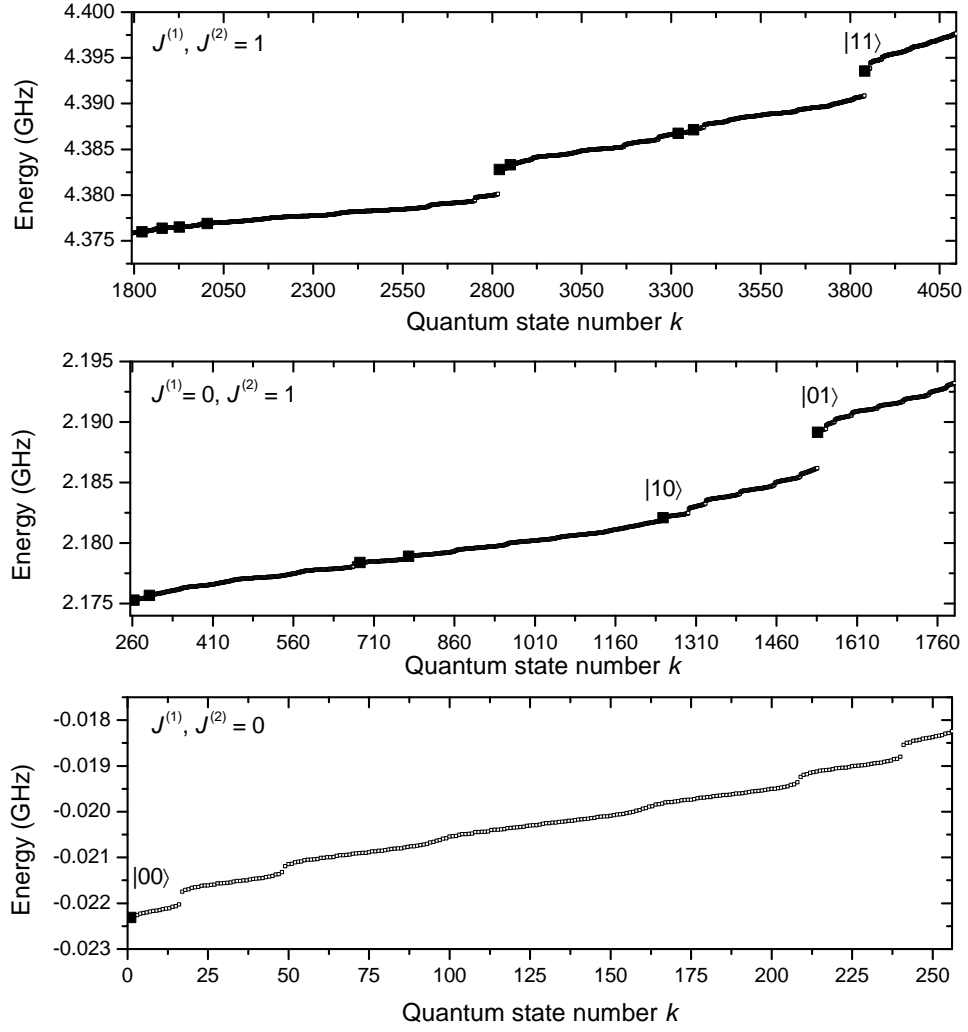 4.400
J(1), J(2) = 1
|11⟩
4.395
4.390
4.385
4.380
4.375
Energy (GHz)
1800 2050 2300 2550 2800 3050 3300 3550 3800 4050
Quantum state number k
2.195
J(1) = 0, J(2) = 1
|01⟩
2.190
2.185
|10⟩
2.180
2.175
Energy (GHz)
260 410 560 710 860 1010 1160 1310 1460 1610 1760
Quantum state number k
-0.018
J(1), J(2) = 0
-0.019
-0.020
-0.021
|00⟩
-0.022
-0.023
Energy (GHz)
0 25 50 75 100 125 150 175 200 225 250
Quantum state number k